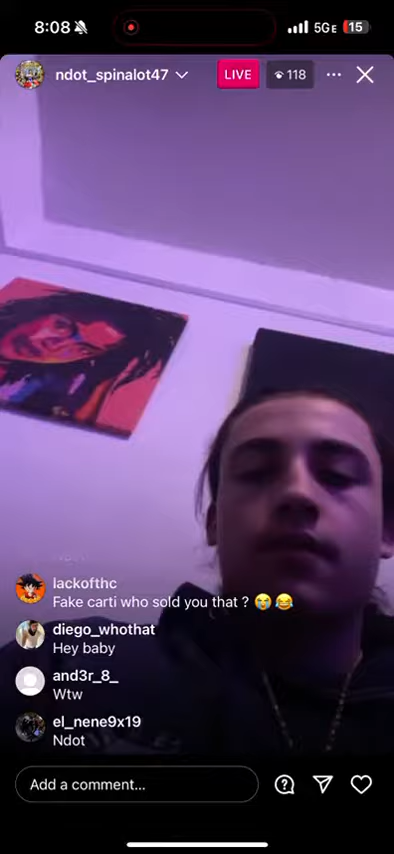 8:08
5GE 15
ndot_spinalot47
LIVE
118
lackofthc
Fake carti who sold you that ? 😭😂
diego_whothat
Hey baby
and3r_8_
Wtw
el_nene9x19
Ndot
Add a comment...